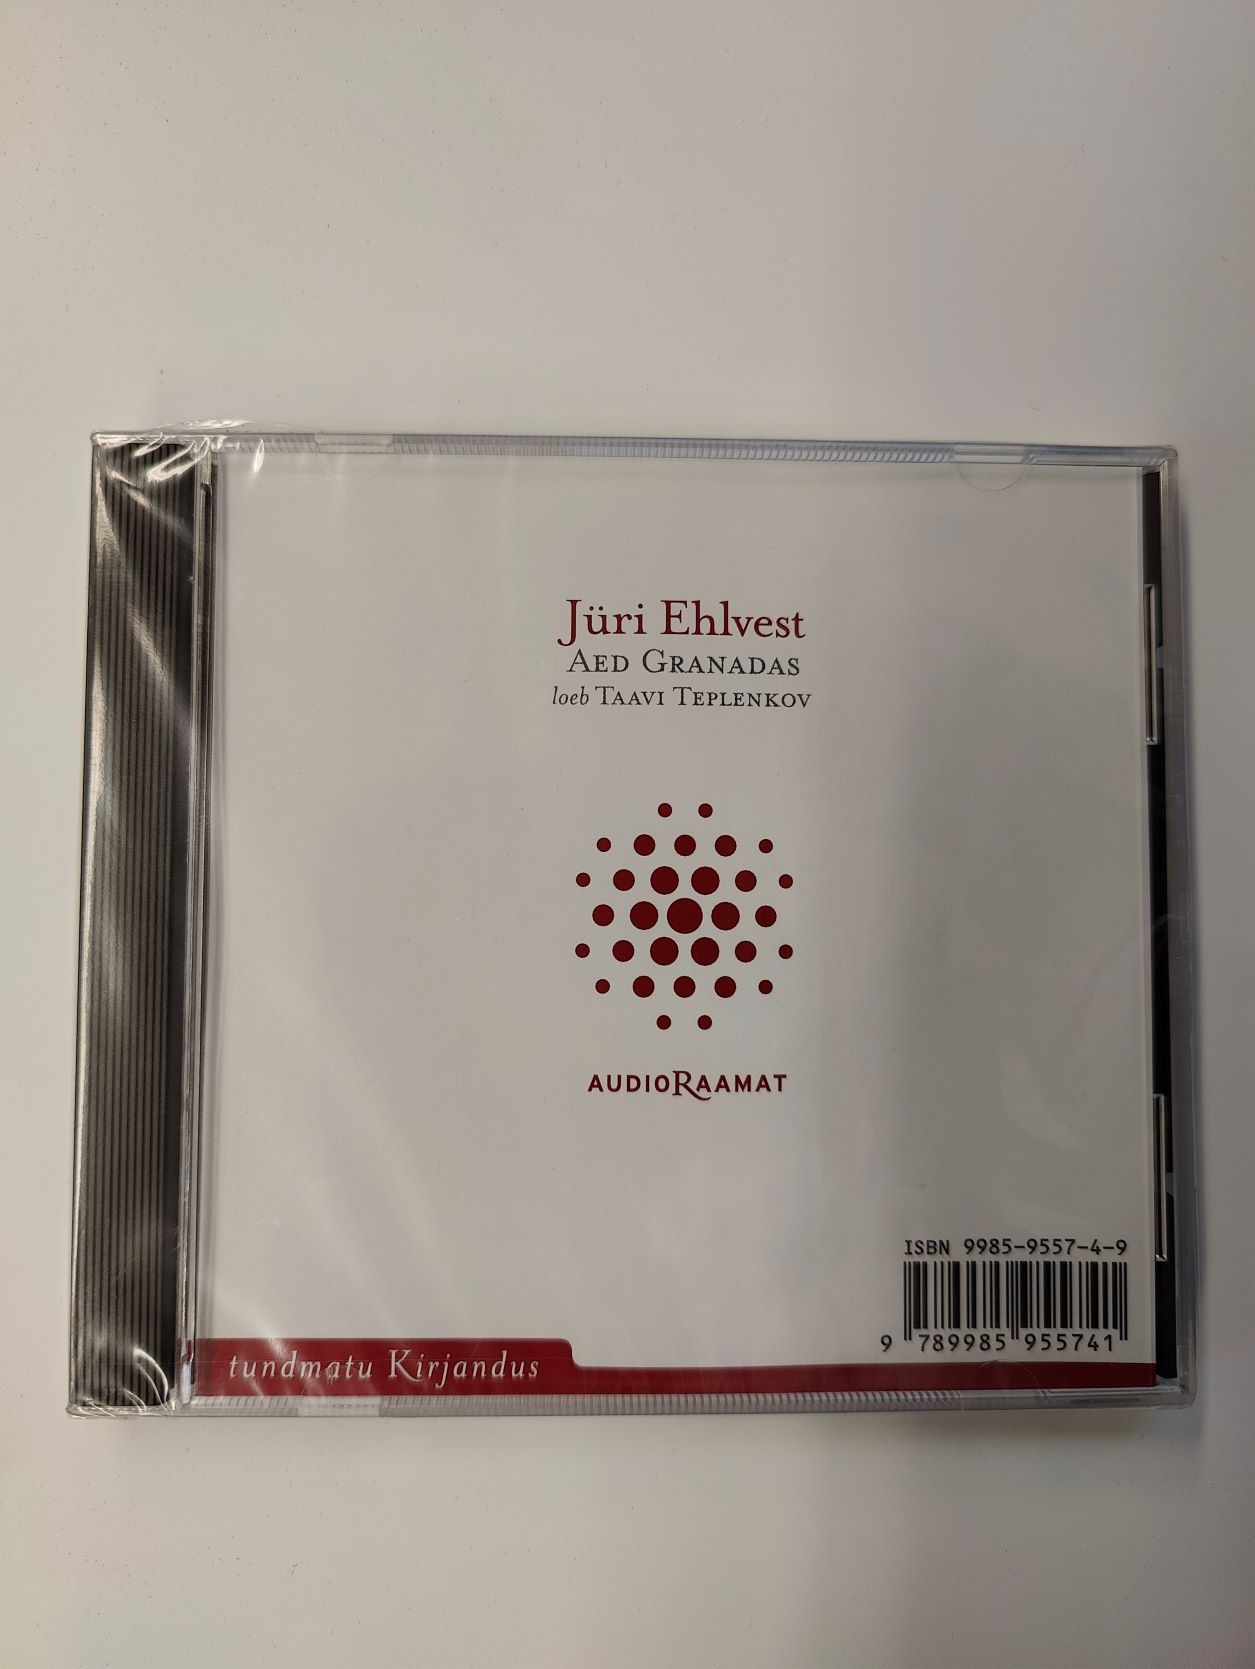 Jüri Ehlvest
AED GRANADAS
loeb TAAVI TEPLENKOV
AUDIORAAMAT
ISBN 9985-9557-4-9
9 789985 955741
tundmatu Kirjandus